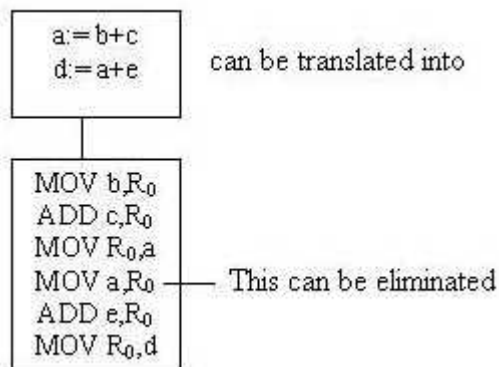 a:= b+c
d:= a+e
can be translated into
MOV b,R₀
ADD c,R₀
MOV R₀,a
MOV a,R₀
This can be eliminated
ADD e,R₀
MOV R₀,d